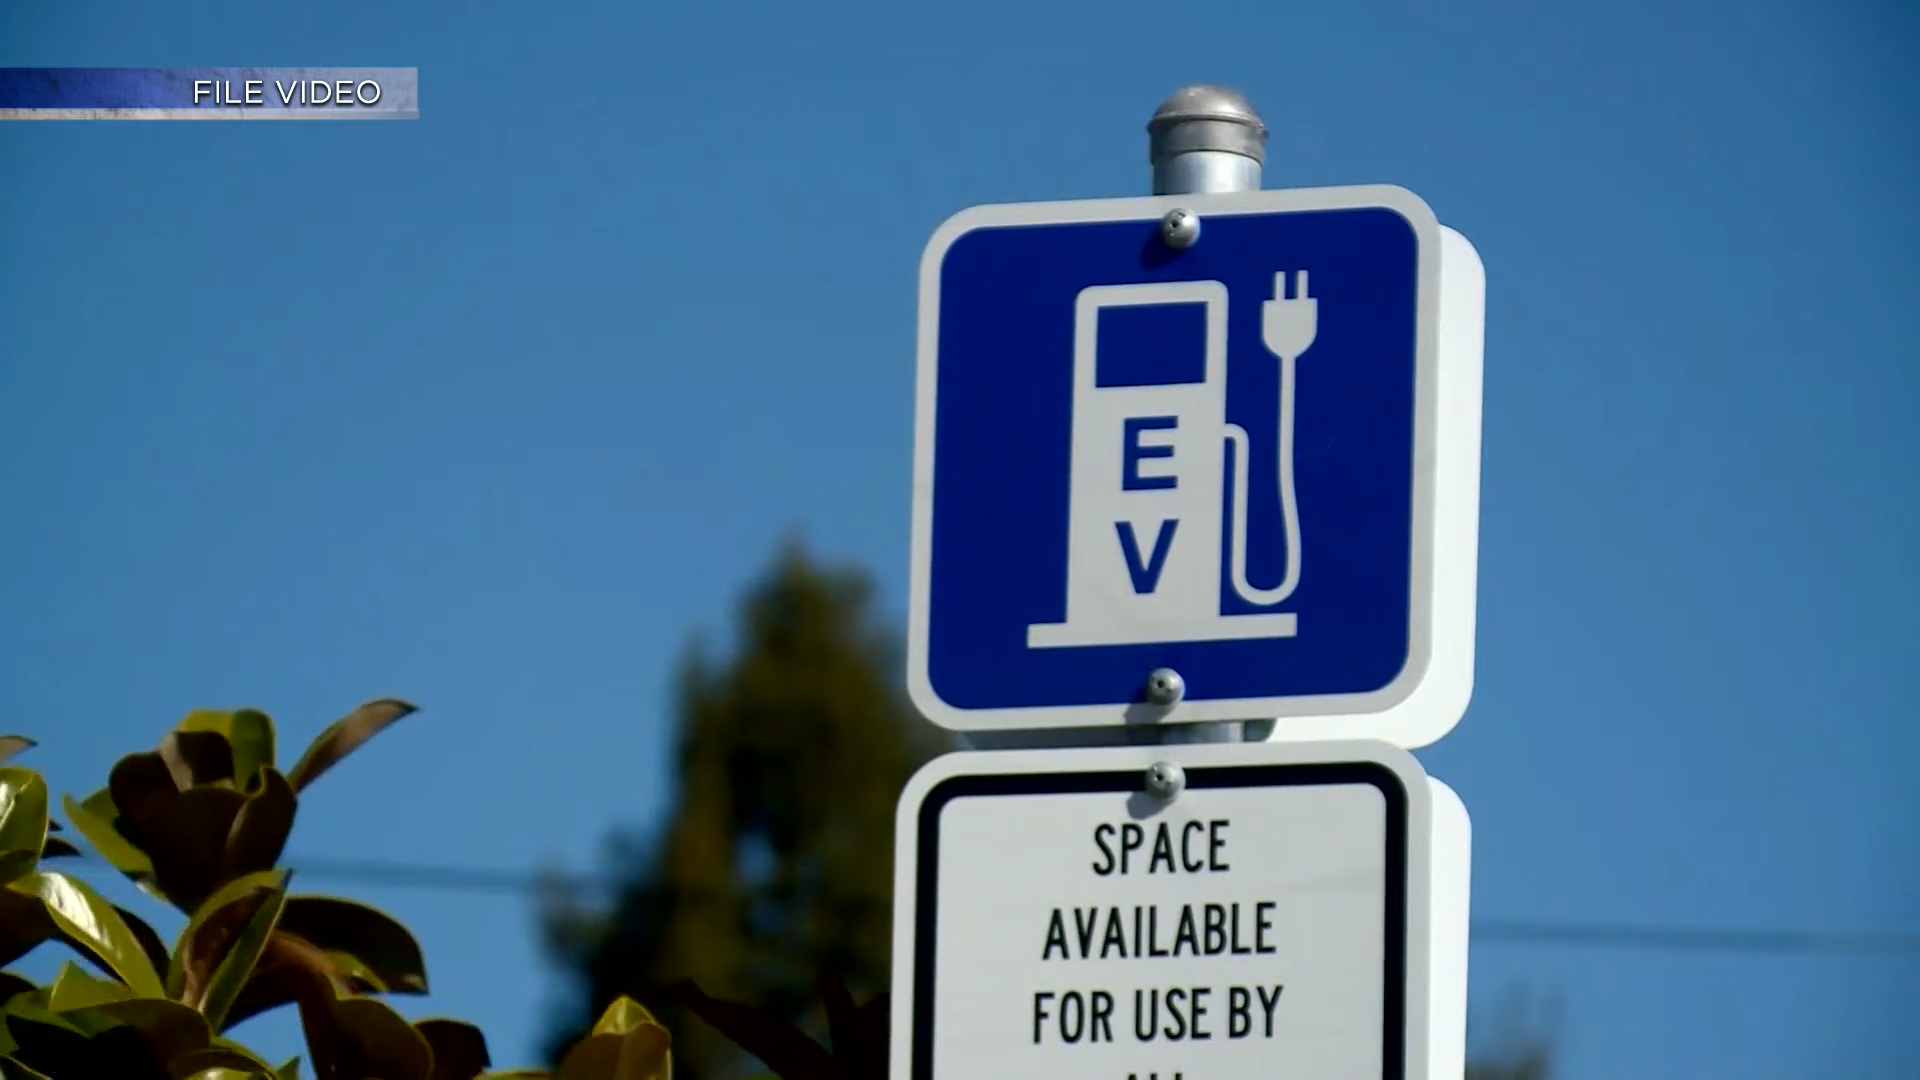 FILE VIDEO
E
V
SPACE
AVAILABLE
FOR USE BY